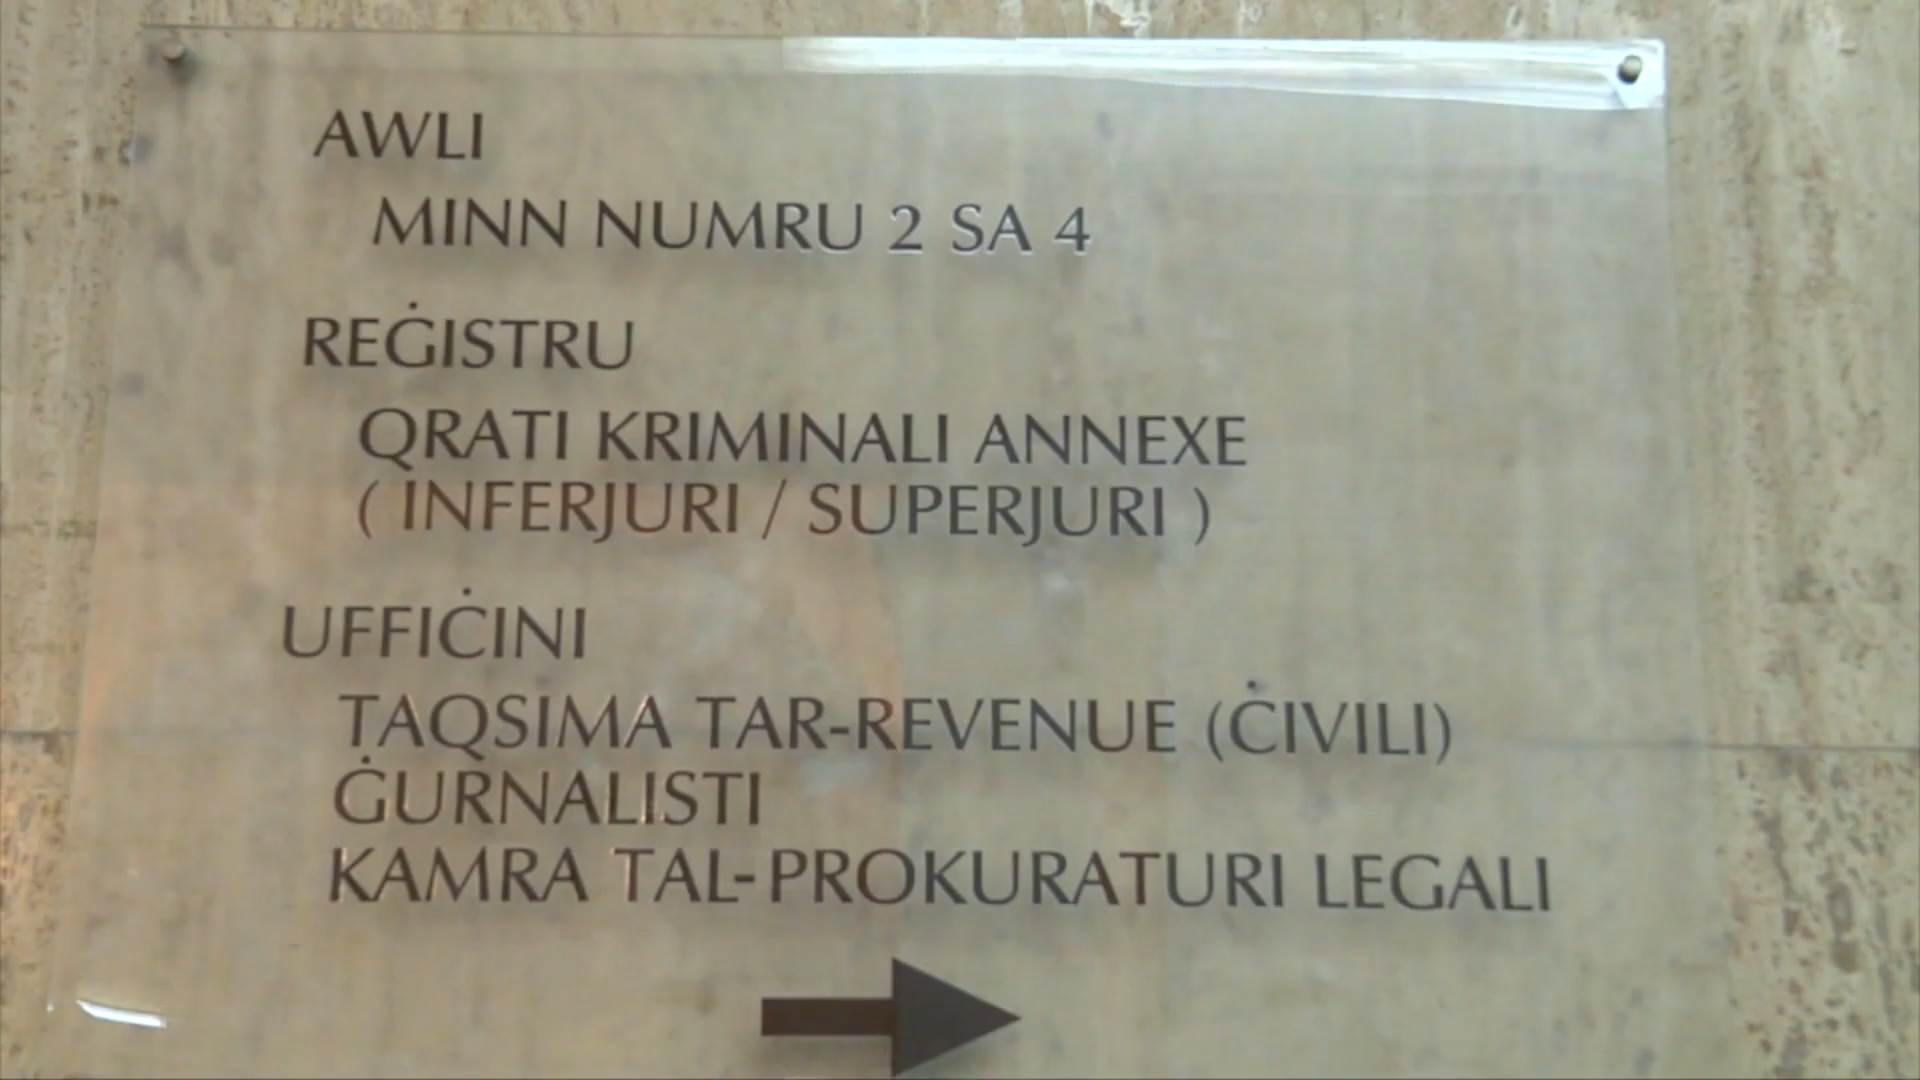 AWLI
MINN NUMRU 2 SA 4
REĠISTRU
QRATI KRIMINALI ANNEXE
( INFERJURI / SUPERJURI )
UFFIĊINI
TAQSIMA TAR-REVENUE (ĊIVILI)
ĠURNALISTI
KAMRA TAL-PROKURATURI LEGALI